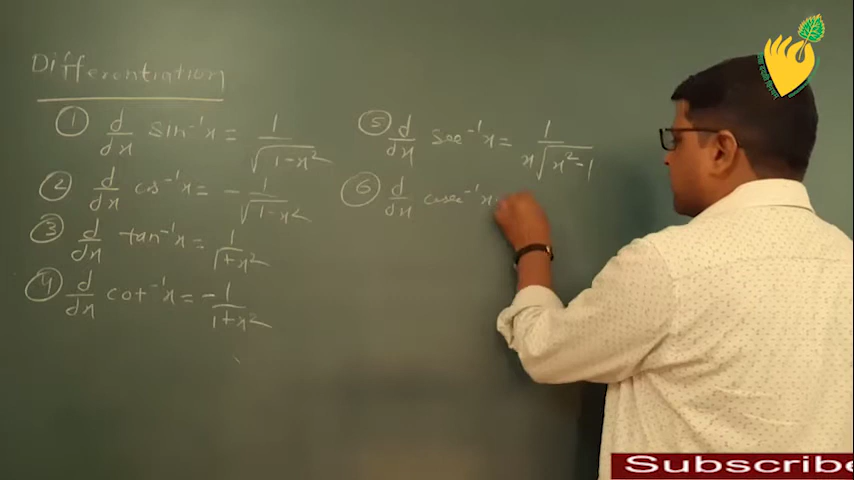 Differentiation
① d/dx sin⁻¹x = 1/√(1-x²)
② d/dx cos⁻¹x = -1/√(1-x²)
③ d/dx tan⁻¹x = 1/(1+x²)
④ d/dx cot⁻¹x = -1/(1+x²)
⑤ d/dx sec⁻¹x = 1/(x√(x²-1))
⑥ d/dx cosec⁻¹x
Subscribe